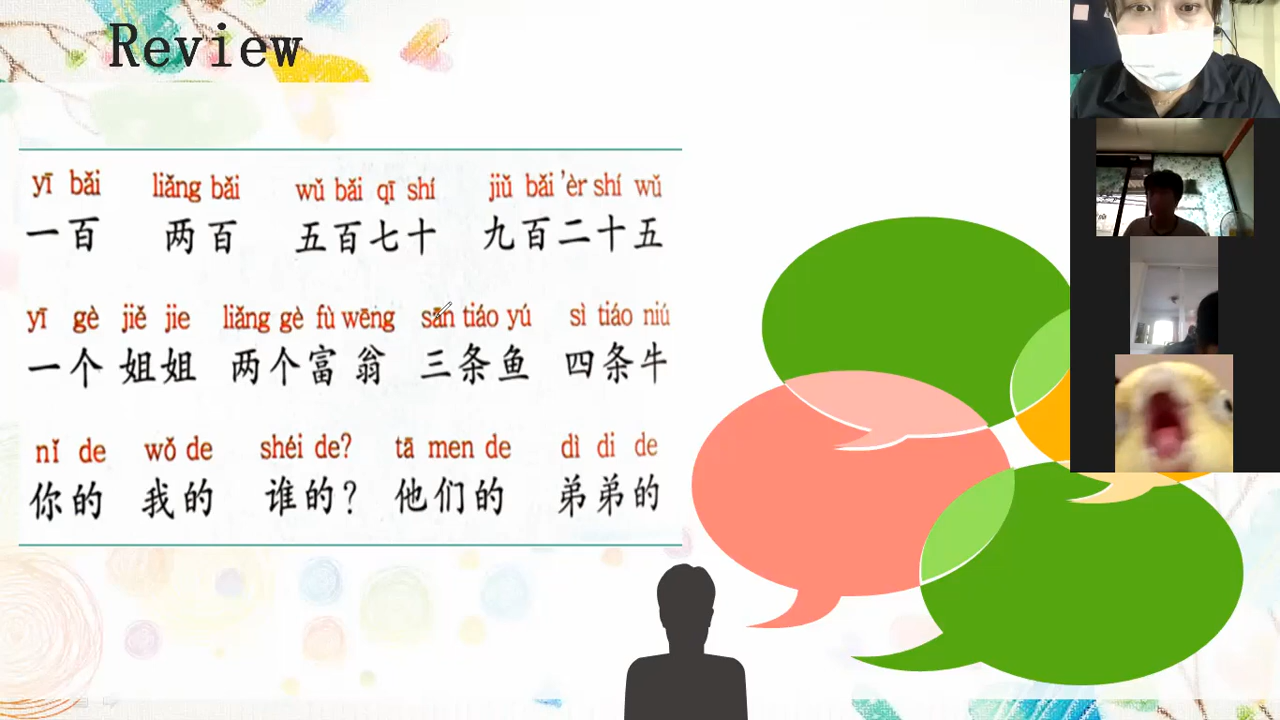 Review
yī bǎi liǎng bǎi wǔ bǎi qī shí jiǔ bǎi 'èr shí wǔ
一百 两百 五百七十 九百二十五
yī gè jiě jie liǎng gè fù wēng sān tiáo yú sì tiáo niú
一个姐姐 两个富翁 三条鱼 四条牛
nǐ de wǒ de shéi de? tā men de dì di de
你的 我的 谁的? 他们的 弟弟的